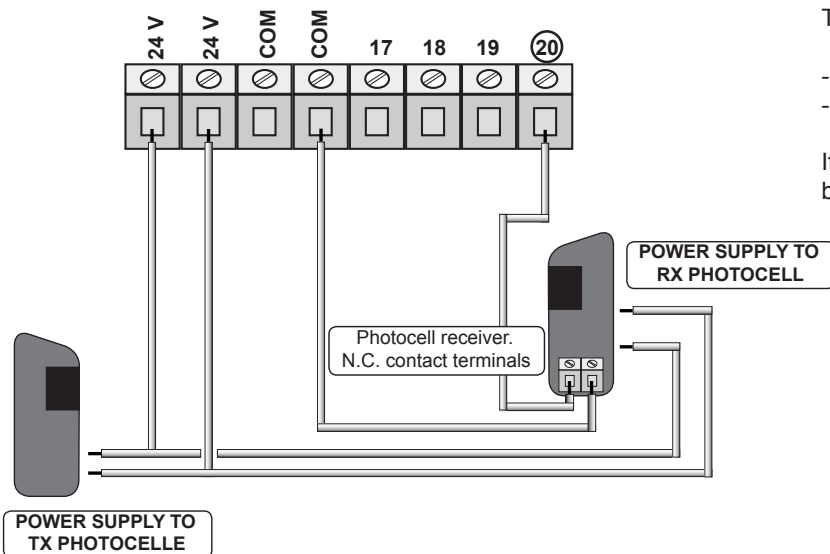 24 V 24 V COM COM 17 18 19 20
T
-
-
If
b
POWER SUPPLY TO
RX PHOTOCELL
Photocell receiver.
N.C. contact terminals
POWER SUPPLY TO
TX PHOTOCELLE